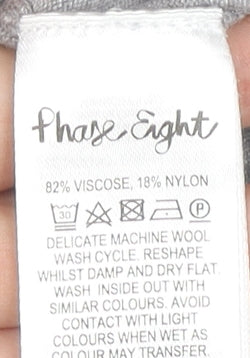 Phase Eight
82% VISCOSE, 18% NYLON
30 P
DELICATE MACHINE WOOL
WASH CYCLE. RESHAPE
WHILST DAMP AND DRY FLAT.
WASH INSIDE OUT WITH
SIMILAR COLOURS. AVOID
CONTACT WITH LIGHT
COLOURS WHEN WET AS
COLOUR MAY TRANSFER.